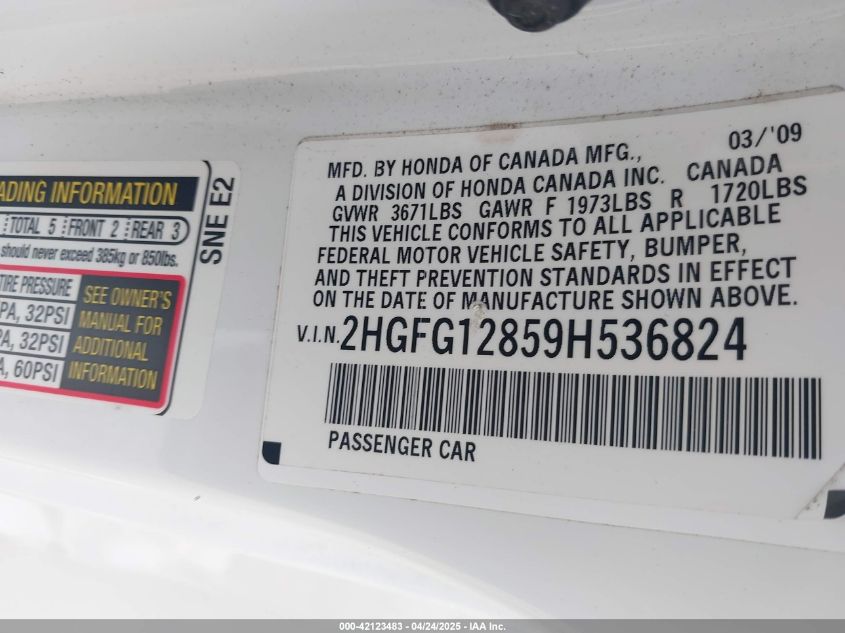 ADING INFORMATION
TOTAL 5 FRONT 2 REAR 3
should never exceed 385kg or 850lbs.
TIRE PRESSURE
PA, 32PSI
PA, 32PSI
A, 60PSI
SEE OWNER'S
MANUAL FOR
ADDITIONAL
INFORMATION
SNE E2
03/'09
MFD. BY HONDA OF CANADA MFG.,
A DIVISION OF HONDA CANADA INC. CANADA
GVWR 3671LBS GAWR F 1973LBS R 1720LBS
THIS VEHICLE CONFORMS TO ALL APPLICABLE
FEDERAL MOTOR VEHICLE SAFETY, BUMPER,
AND THEFT PREVENTION STANDARDS IN EFFECT
ON THE DATE OF MANUFACTURE SHOWN ABOVE.
V.I.N. 2HGFG12859H536824
PASSENGER CAR
000-42123483 - 04/24/2025 - IAA Inc.